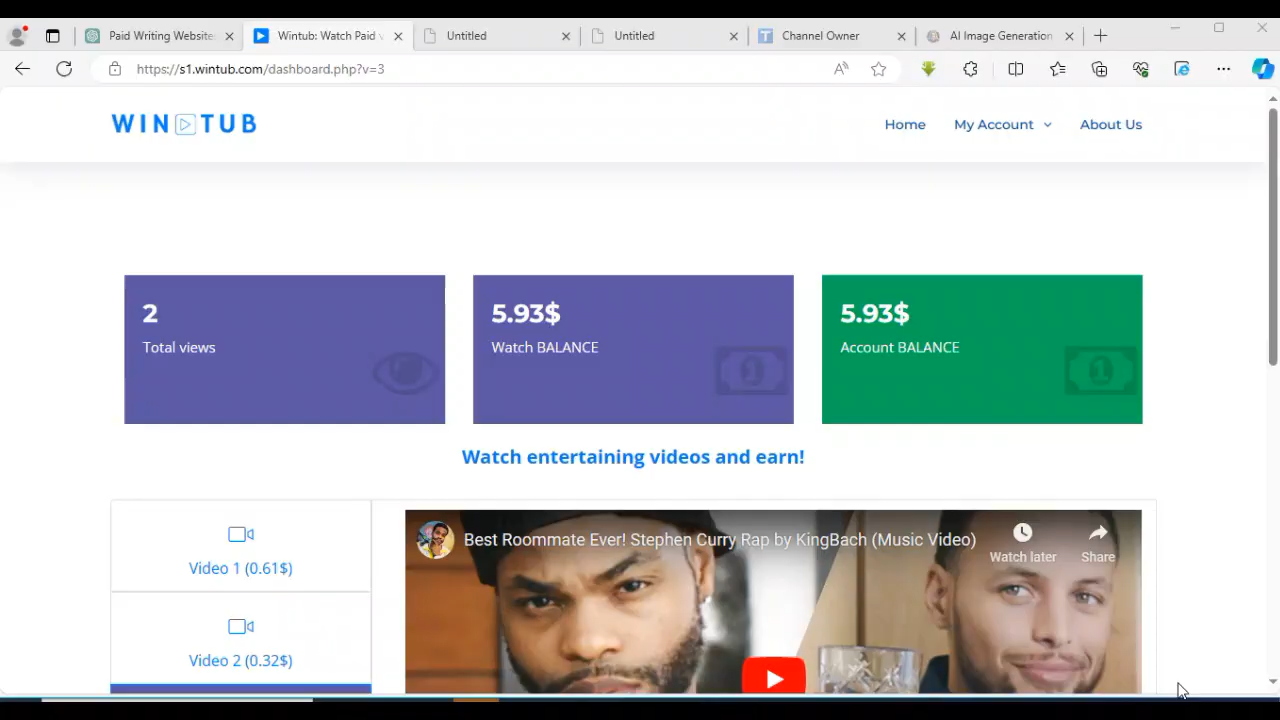 Paid Writing Website
Wintub: Watch Paid v
Untitled
Untitled
Channel Owner
AI Image Generation
https://s1.wintub.com/dashboard.php?v=3
WIN TUB
Home
My Account
About Us
2
Total views
5.93$
Watch BALANCE
5.93$
Account BALANCE
Watch entertaining videos and earn!
Video 1 (0.61$)
Video 2 (0.32$)
Best Roommate Ever! Stephen Curry Rap by KingBach (Music Video)
Watch later
Share